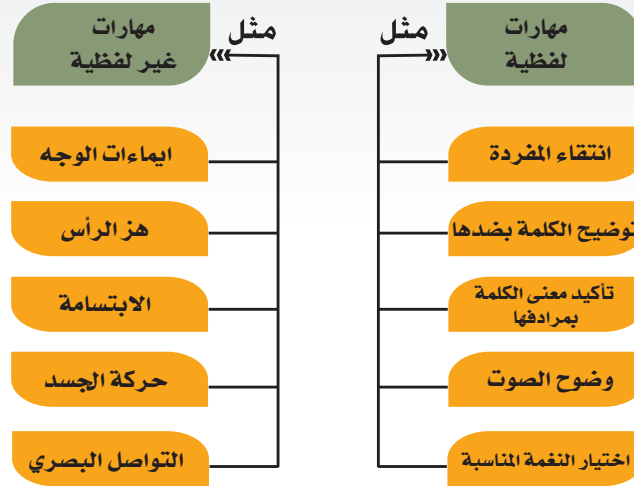 مهارات
لفظية
مثل
انتقاء المفردة
توضيح الكلمة بضدها
تأكيد معنى الكلمة
بمرادفها
وضوح الصوت
اختيار النغمة المناسبة
مهارات
غير لفظية
مثل
ايماءات الوجه
هز الرأس
الابتسامة
حركة الجسد
التواصل البصري